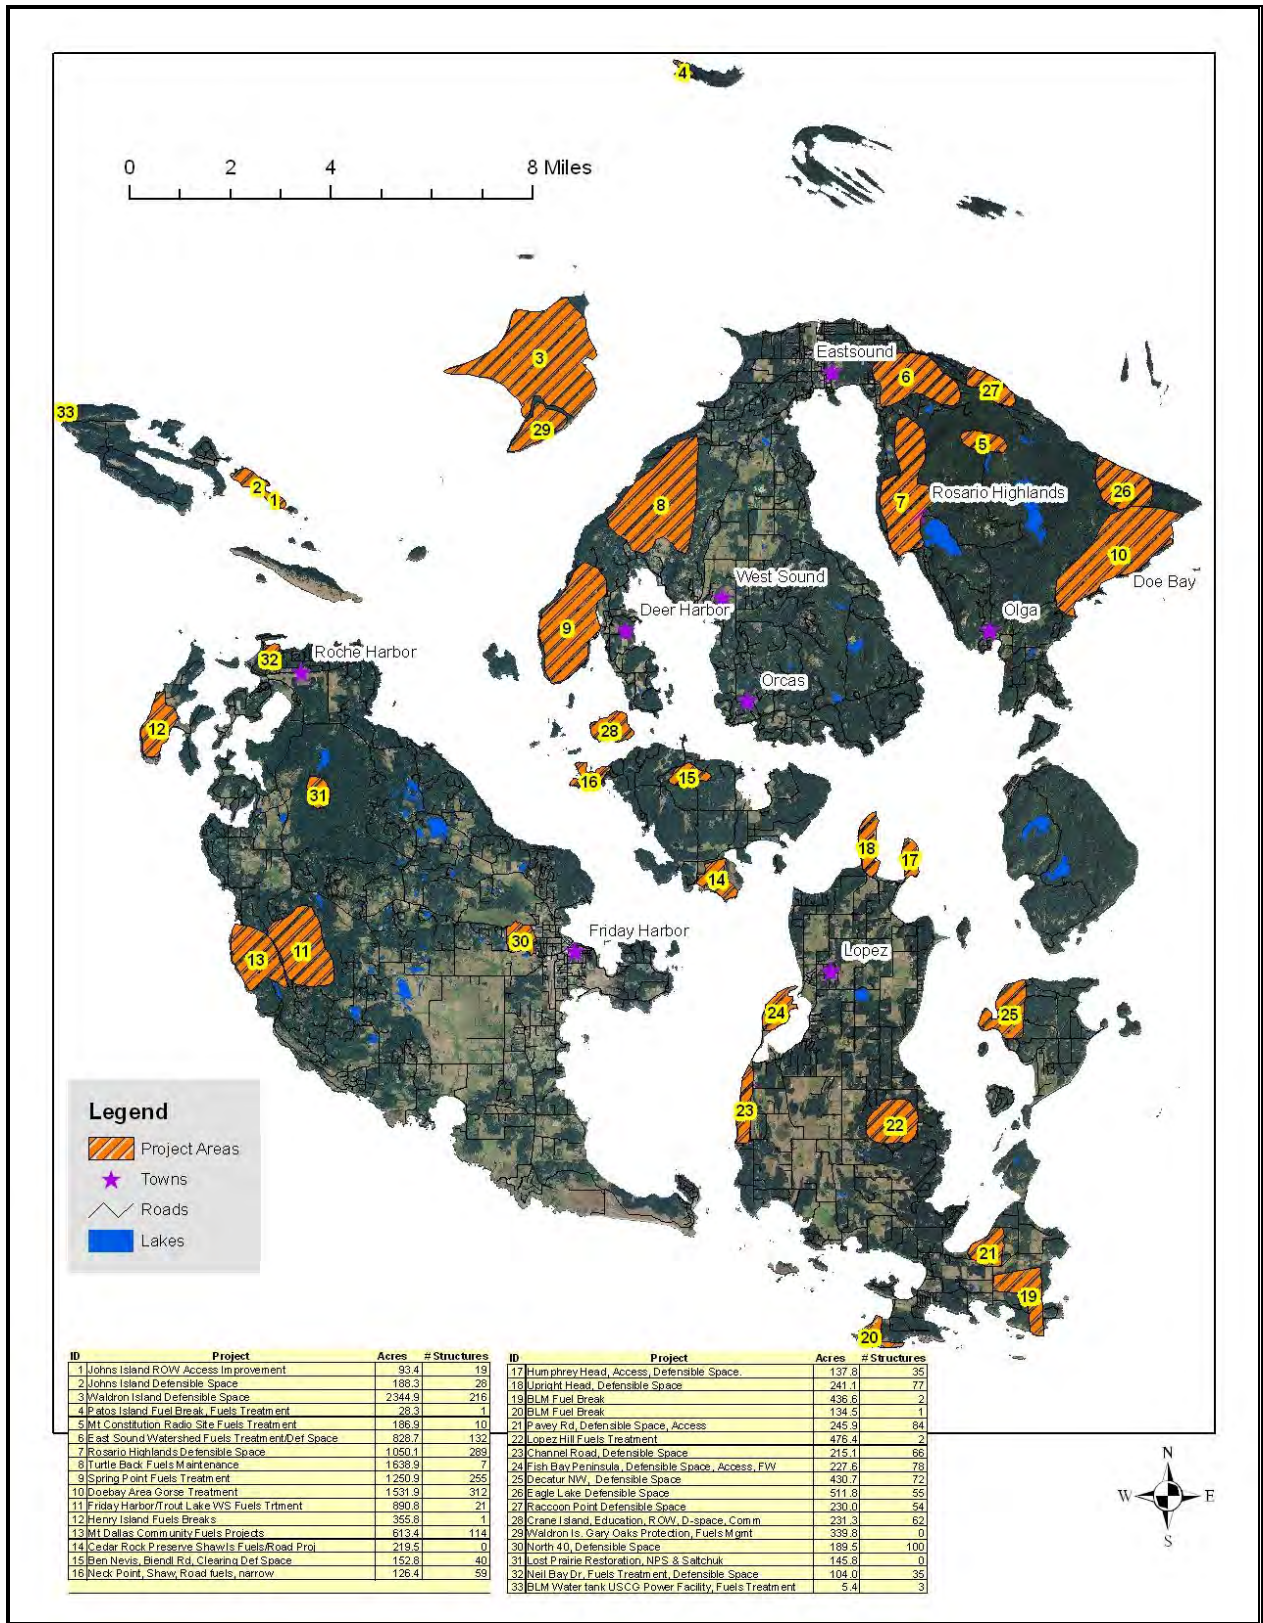 4
0 2 4 8 Miles
3
Eastsound
6
27
33
29
5
2
1
8
7
Rosario Highlands
26
10
West Sound
Doe Bay
Deer Harbor
Olga
9
32
Roche Harbor
Orcas
12
28
16
15
31
18
17
14
Friday Harbor
30
11
13
Lopez
24
25
23
22
Legend
Project Areas
Towns
Roads
Lakes
21
19
20
ID Project Acres # Structures
1 Johns Island ROW Access Improvement 93.4 19
2 Johns Island Defensible Space 188.3 28
3 Waldron Island Defensible Space 2344.9 216
4 Patos Island Fuel Break, Fuels Treatment 28.3 1
5 Mt Constitution Radio Site Fuels Treatment 186.9 10
6 East Sound Watershed Fuels Treatment/Def Space 828.7 132
7 Rosario Highlands Defensible Space 1050.1 289
8 Turtle Back Fuels Maintenance 1638.9 7
9 Spring Point Fuels Treatment 1250.9 255
10 Doebay Area Gorse Treatment 1531.9 312
11 Friday Harbor/Trout Lake WS Fuels Trtment 890.8 21
12 Henry Island Fuels Breaks 355.8 1
13 Mt Dallas Community Fuels Projects 613.4 114
14 Cedar Rock Preserve Shaw Is Fuels/Road Proj 219.5 0
15 Ben Nevis, Biendl Rd, Clearing Def Space 152.8 40
16 Neck Point, Shaw, Road fuels, narrow 126.4 59
ID Project Acres # Structures
17 Humphrey Head, Access, Defensible Space. 137.8 35
18 Upright Head, Defensible Space 241.1 77
19 BLM Fuel Break 436.6 2
20 BLM Fuel Break 134.5 1
21 Pavey Rd, Defensible Space, Access 245.9 84
22 Lopez Hill Fuels Treatment 476.4 2
23 Channel Road, Defensible Space 215.1 66
24 Fish Bay Peninsula, Defensible Space, Access, FW 227.6 78
25 Decatur NW, Defensible Space 430.7 72
26 Eagle Lake Defensible Space 511.8 55
27 Raccoon Point Defensible Space 230.0 54
28 Crane Island, Education, ROW, D-space, Comm 231.3 62
29 Waldron Is. Gary Oaks Protection, Fuels Mgmt 339.8 0
30 North 40, Defensible Space 189.5 100
31 Lost Prairie Restoration, NPS & Saltchuk 145.8 0
32 Neil Bay Dr, Fuels Treatment, Defensible Space 104.0 35
33 BLM Water tank USCG Power Facility, Fuels Treatment 5.4 3
N
W E
S